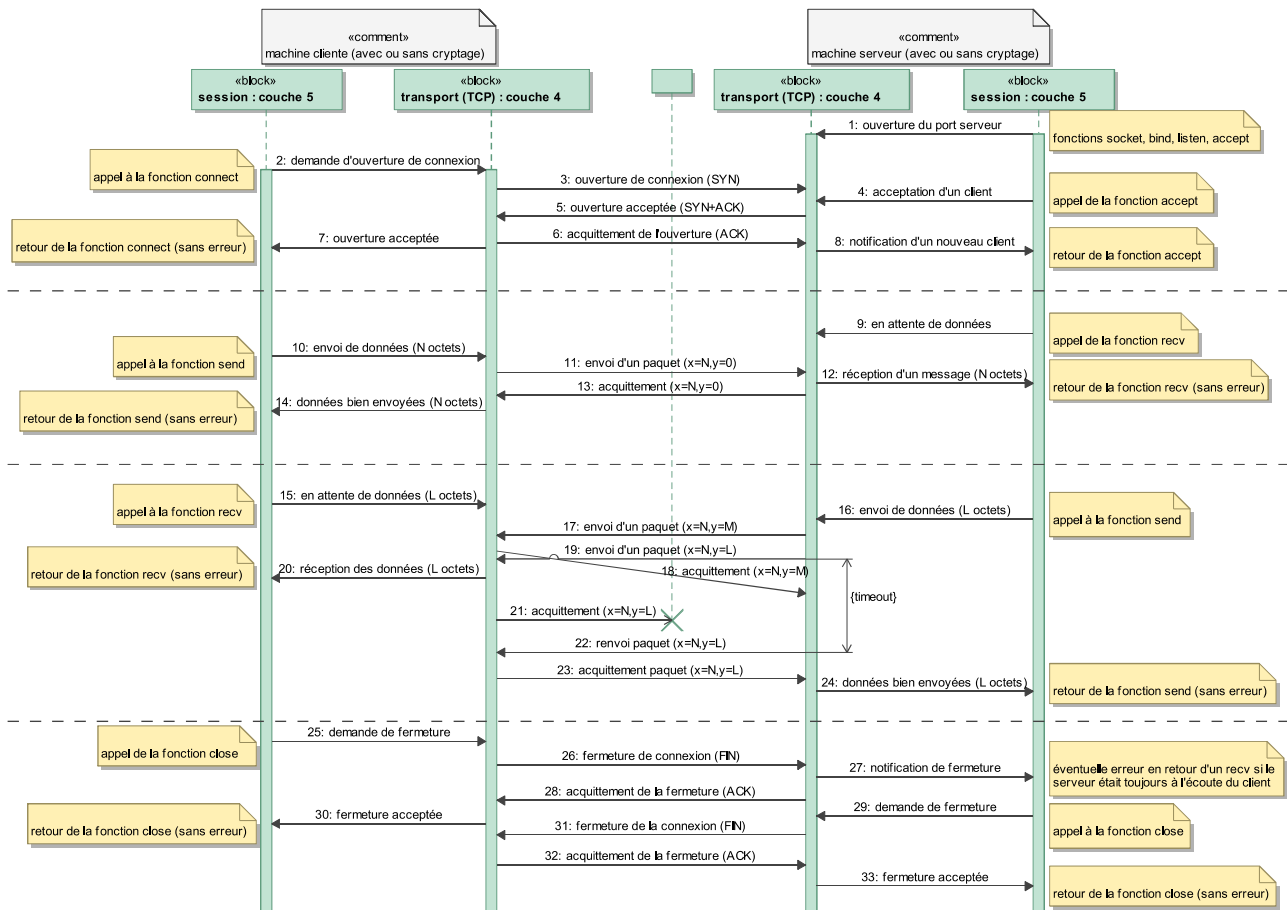 «comment»
machine cliente (avec ou sans cryptage)
«comment»
machine serveur (avec ou sans cryptage)
«block»
session : couche 5
«block»
transport (TCP) : couche 4
«block»
transport (TCP) : couche 4
«block»
session : couche 5
1: ouverture du port serveur
fonctions socket, bind, listen, accept
2: demande d'ouverture de connexion
appel à la fonction connect
3: ouverture de connexion (SYN)
4: acceptation d'un client
appel de la fonction accept
5: ouverture acceptée (SYN+ACK)
6: acquittement de l'ouverture (ACK)
7: ouverture acceptée
retour de la fonction connect (sans erreur)
8: notification d'un nouveau client
retour de la fonction accept
9: en attente de données
appel de la fonction recv
10: envoi de données (N octets)
appel à la fonction send
11: envoi d'un paquet (x=N,y=0)
12: réception d'un message (N octets)
retour de la fonction recv (sans erreur)
13: acquittement (x=N,y=0)
14: données bien envoyées (N octets)
retour de la fonction send (sans erreur)
15: en attente de données (L octets)
appel à la fonction recv
16: envoi de données (L octets)
appel à la fonction send
17: envoi d'un paquet (x=N,y=M)
19: envoi d'un paquet (x=N,y=L)
18: acquittement (x=N,y=M)
20: réception des données (L octets)
retour de la fonction recv (sans erreur)
{timeout}
21: acquittement (x=N,y=L)
22: renvoi paquet (x=N,y=L)
23: acquittement paquet (x=N,y=L)
24: données bien envoyées (L octets)
retour de la fonction send (sans erreur)
25: demande de fermeture
appel de la fonction close
26: fermeture de connexion (FIN)
27: notification de fermeture
éventuelle erreur en retour d'un recv si le
serveur était toujours à l'écoute du client
28: acquittement de la fermeture (ACK)
29: demande de fermeture
appel à la fonction close
30: fermeture acceptée
retour de la fonction close (sans erreur)
31: fermeture de la connexion (FIN)
32: acquittement de la fermeture (ACK)
33: fermeture acceptée
retour de la fonction close (sans erreur)